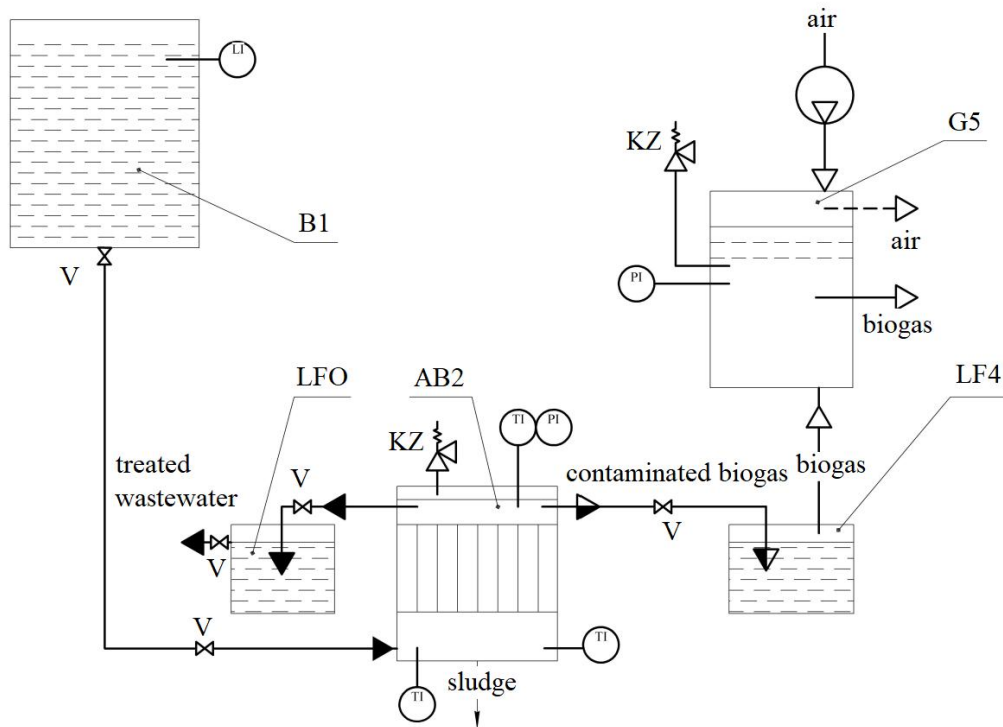 air
LI
G5
KZ
B1
air
V
PI
biogas
LFO
AB2
LF4
TI
PI
KZ
treated
wastewater
V
contaminated biogas
biogas
V
V
V
TI
sludge
TI